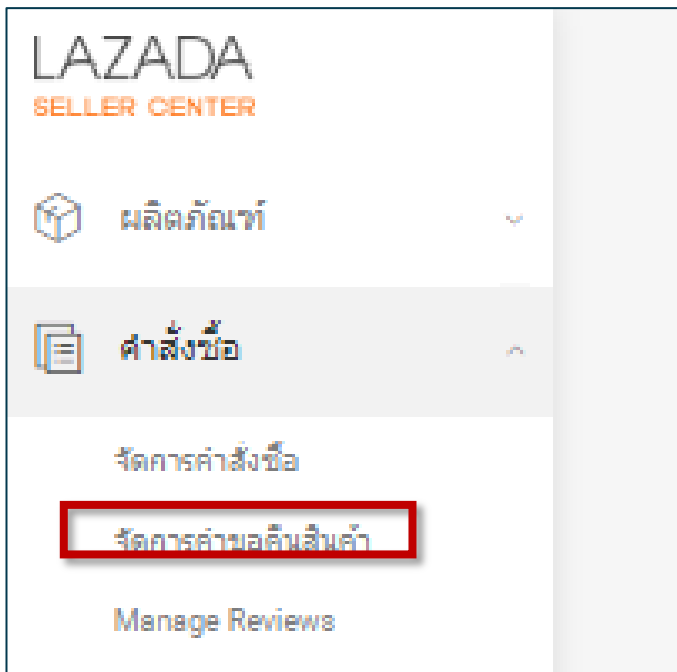 LAZADA
SELLER CENTER
ผลิตภัณฑ์
คำสั่งซื้อ
จัดการคำสั่งซื้อ
จัดการคำขอคืนสินค้า
Manage Reviews